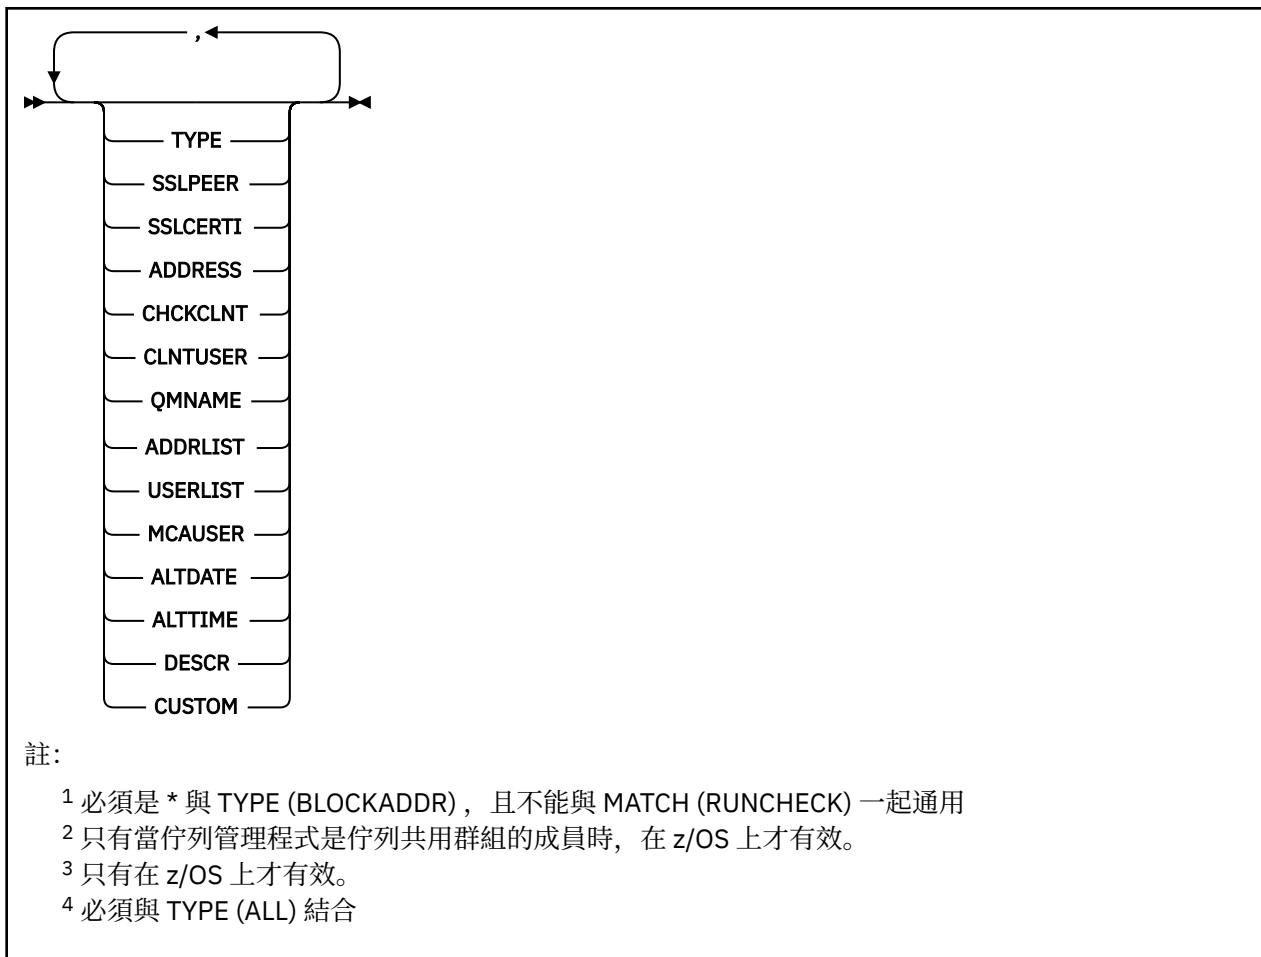 ,
TYPE
SSLPEER
SSLCERTI
ADDRESS
CHCKCLNT
CLNTUSER
QMNAME
ADDRLIST
USERLIST
MCAUSER
ALTDATE
ALTTIME
DESCR
CUSTOM
註:
1 必須是 * 與 TYPE (BLOCKADDR) ，且不能與 MATCH (RUNCHECK) 一起通用
2 只有當佇列管理程式是佇列共用群組的成員時，在 z/OS 上才有效。
3 只有在 z/OS 上才有效。
4 必須與 TYPE (ALL) 結合